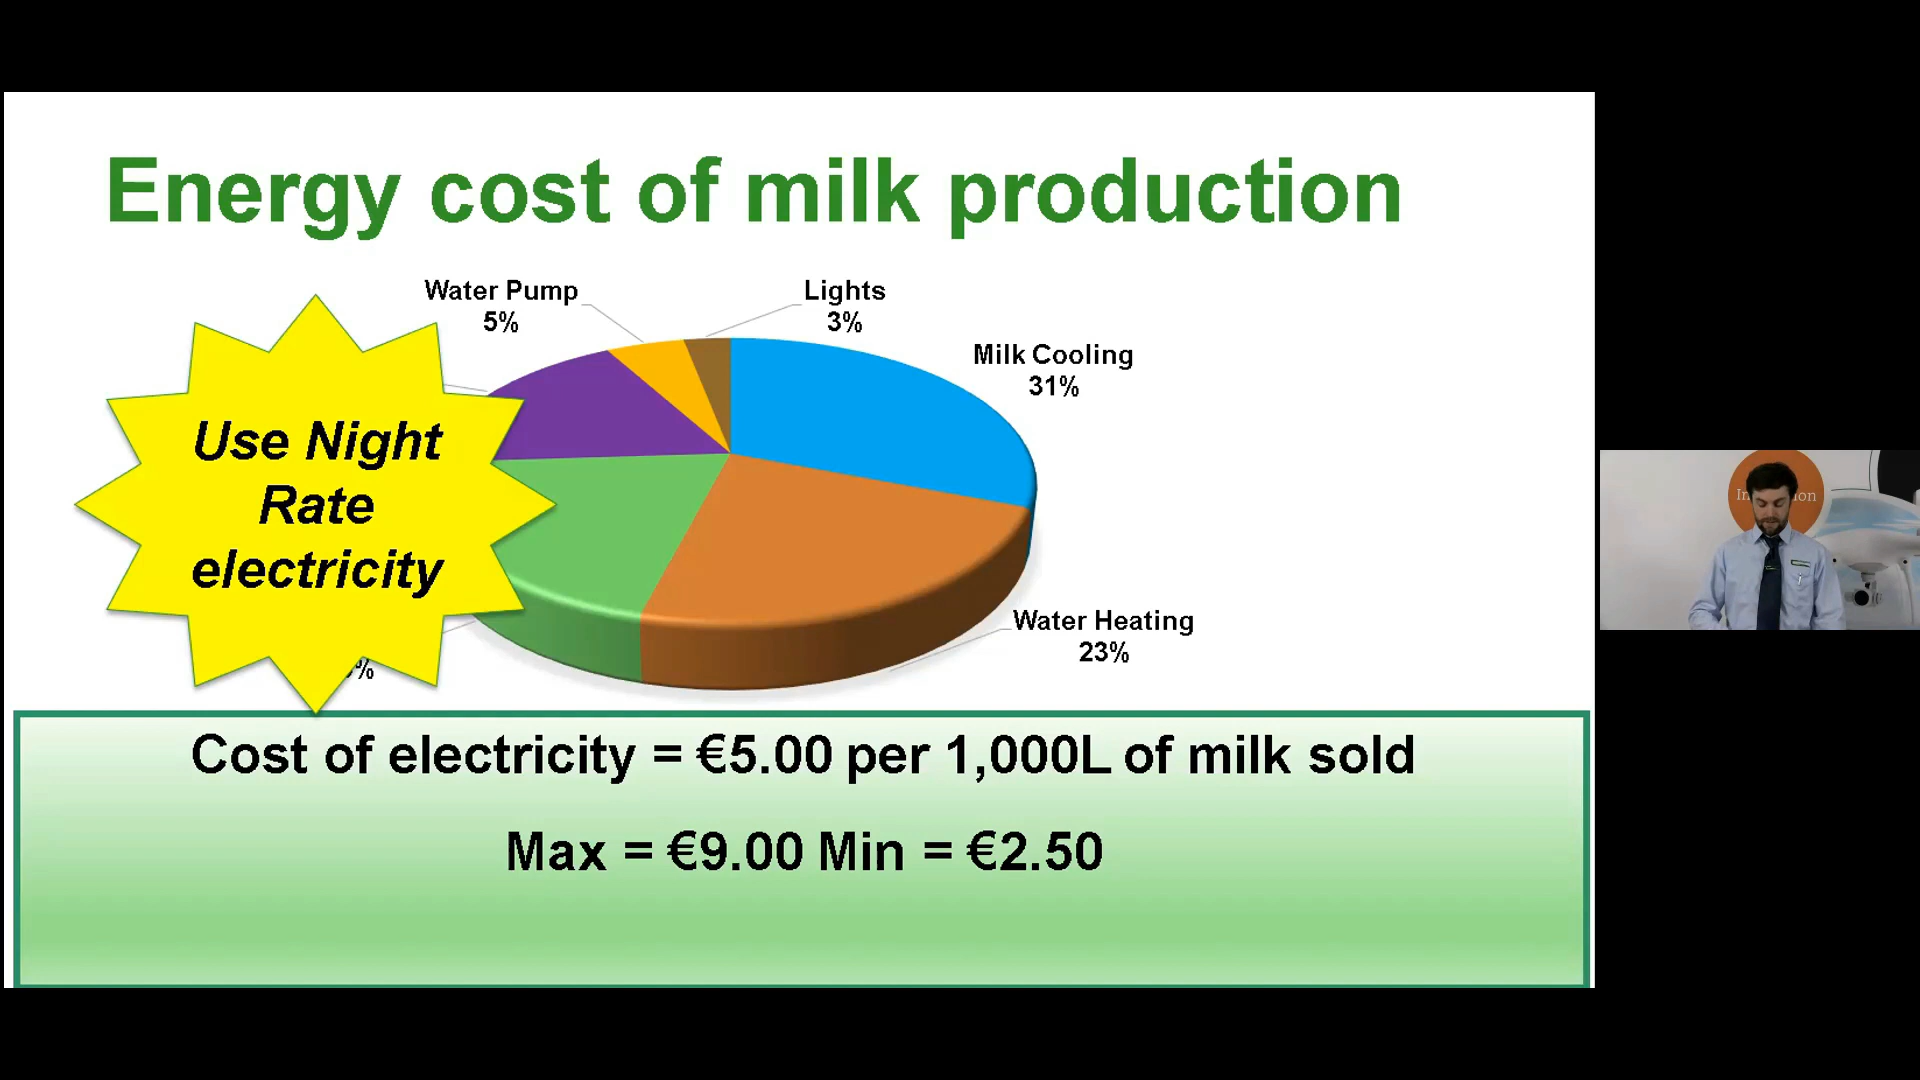 Energy cost of milk production
Water Pump
5%
Lights
3%
Milk Cooling
31%
Use Night
Rate
electricity
Water Heating
23%
%
Cost of electricity = €5.00 per 1,000L of milk sold
Max = €9.00 Min = €2.50